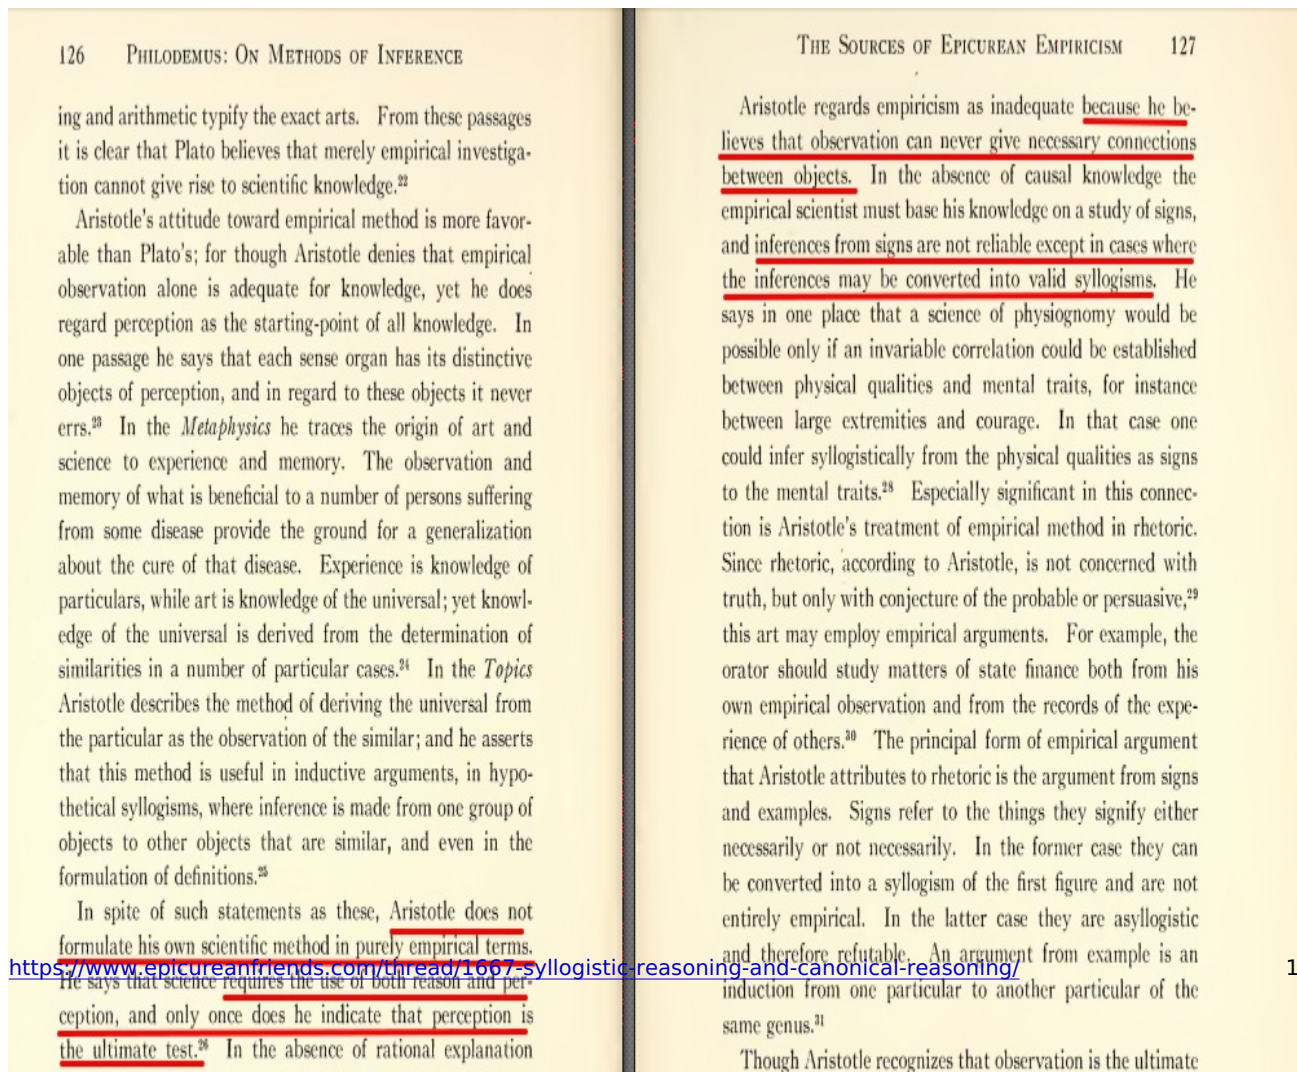 126 PHILODEMUS: ON METHODS OF INFERENCE
ing and arithmetic typify the exact arts. From these passages
it is clear that Plato believes that merely empirical investiga-
tion cannot give rise to scientific knowledge.²²
Aristotle's attitude toward empirical method is more favor-
able than Plato's; for though Aristotle denies that empirical
observation alone is adequate for knowledge, yet he does
regard perception as the starting-point of all knowledge. In
one passage he says that each sense organ has its distinctive
objects of perception, and in regard to these objects it never
errs.²³ In the Metaphysics he traces the origin of art and
science to experience and memory. The observation and
memory of what is beneficial to a number of persons suffering
from some disease provide the ground for a generalization
about the cure of that disease. Experience is knowledge of
particulars, while art is knowledge of the universal; yet knowl-
edge of the universal is derived from the determination of
similarities in a number of particular cases.²⁴ In the Topics
Aristotle describes the method of deriving the universal from
the particular as the observation of the similar; and he asserts
that this method is useful in inductive arguments, in hypo-
thetical syllogisms, where inference is made from one group of
objects to other objects that are similar, and even in the
formulation of definitions.²⁵
In spite of such statements as these, Aristotle does not
formulate his own scientific method in purely empirical terms.
He says that science requires the use of both reason and per-
ception, and only once does he indicate that perception is
the ultimate test.²⁶ In the absence of rational explanation
THE SOURCES OF EPICUREAN EMPIRICISM 127
Aristotle regards empiricism as inadequate because he be-
lieves that observation can never give necessary connections
between objects. In the absence of causal knowledge the
empirical scientist must base his knowledge on a study of signs,
and inferences from signs are not reliable except in cases where
the inferences may be converted into valid syllogisms. He
says in one place that a science of physiognomy would be
possible only if an invariable correlation could be established
between physical qualities and mental traits, for instance
between large extremities and courage. In that case one
could infer syllogistically from the physical qualities as signs
to the mental traits.²⁸ Especially significant in this connec-
tion is Aristotle's treatment of empirical method in rhetoric.
Since rhetoric, according to Aristotle, is not concerned with
truth, but only with conjecture of the probable or persuasive,²⁹
this art may employ empirical arguments. For example, the
orator should study matters of state finance both from his
own empirical observation and from the records of the expe-
rience of others.³⁰ The principal form of empirical argument
that Aristotle attributes to rhetoric is the argument from signs
and examples. Signs refer to the things they signify either
necessarily or not necessarily. In the former case they can
be converted into a syllogism of the first figure and are not
entirely empirical. In the latter case they are asyllogistic
and therefore refutable. An argument from example is an
induction from one particular to another particular of the
same genus.³¹
Though Aristotle recognizes that observation is the ultimate
https://www.epicureanfriends.com/thread/1667-syllogistic-reasoning-and-canonical-reasoning/
1